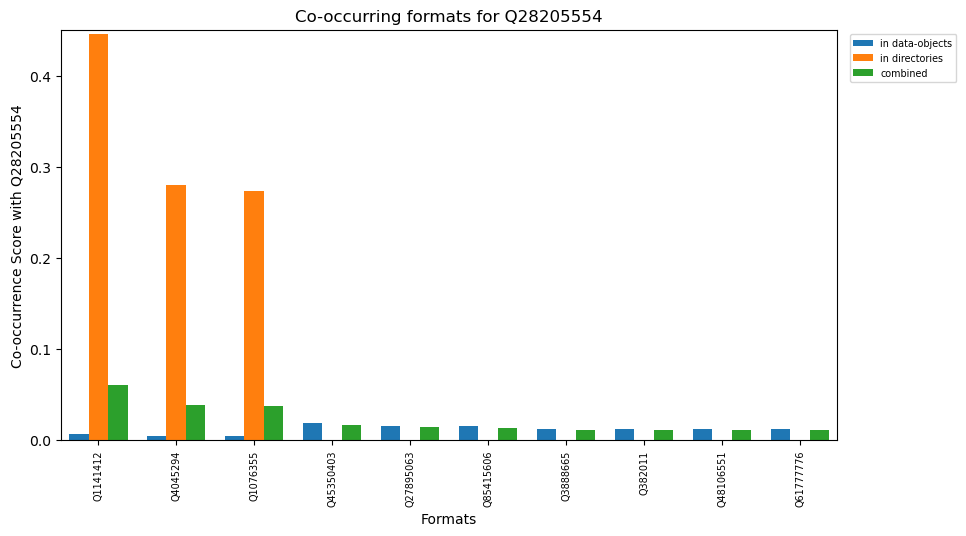 Co-occurring formats for Q28205554
in data-objects
in directories
combined
Co-occurrence Score with Q28205554
0.4
0.3
0.2
0.1
0.0
Q1141412
Q4045294
Q1076355
Q45350403
Q27895063
Q85415606
Q3888665
Q382011
Q48106551
Q61777776
Formats